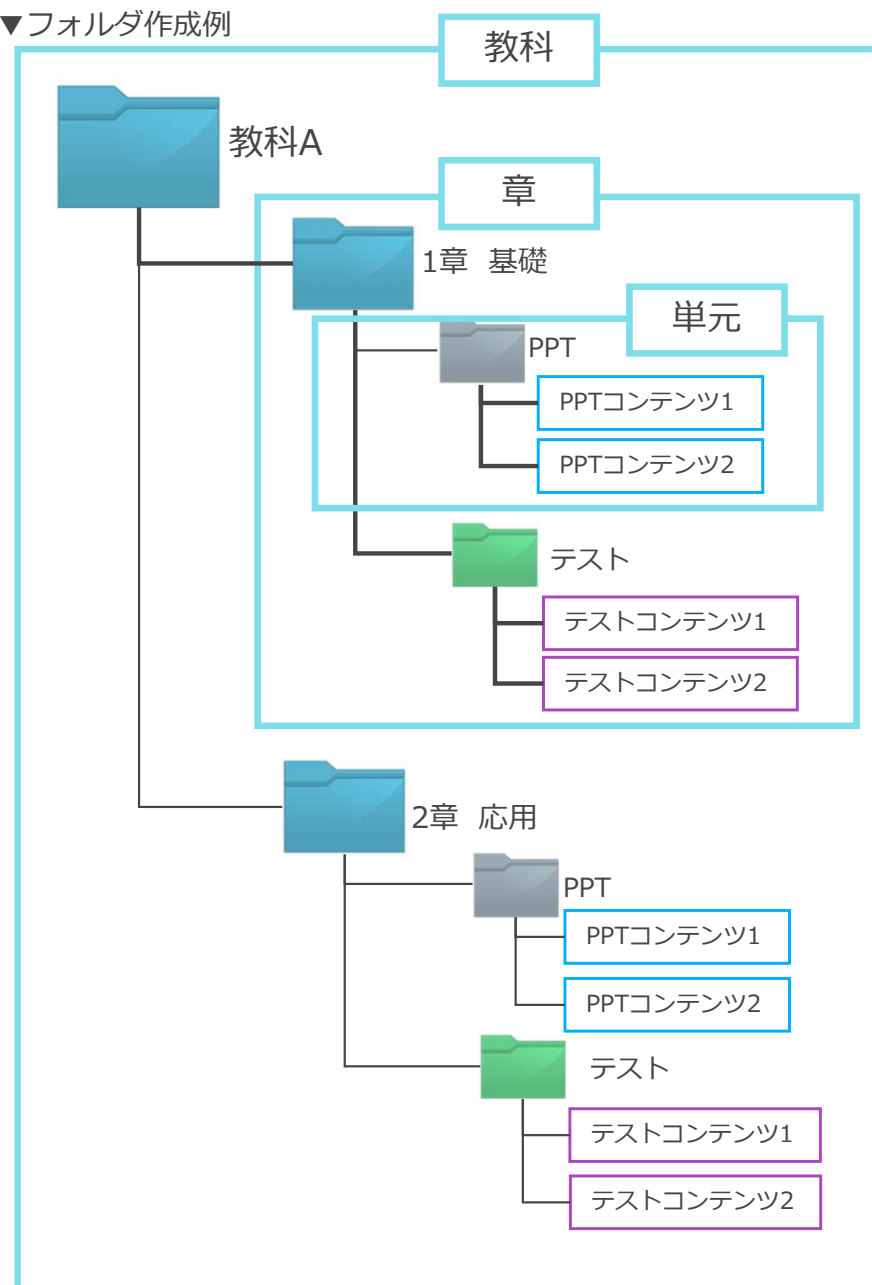 ▼フォルダ作成例
教科
教科A
章
1章 基礎
単元
PPT
PPTコンテンツ1
PPTコンテンツ2
テスト
テストコンテンツ1
テストコンテンツ2
2章 応用
PPT
PPTコンテンツ1
PPTコンテンツ2
テスト
テストコンテンツ1
テストコンテンツ2